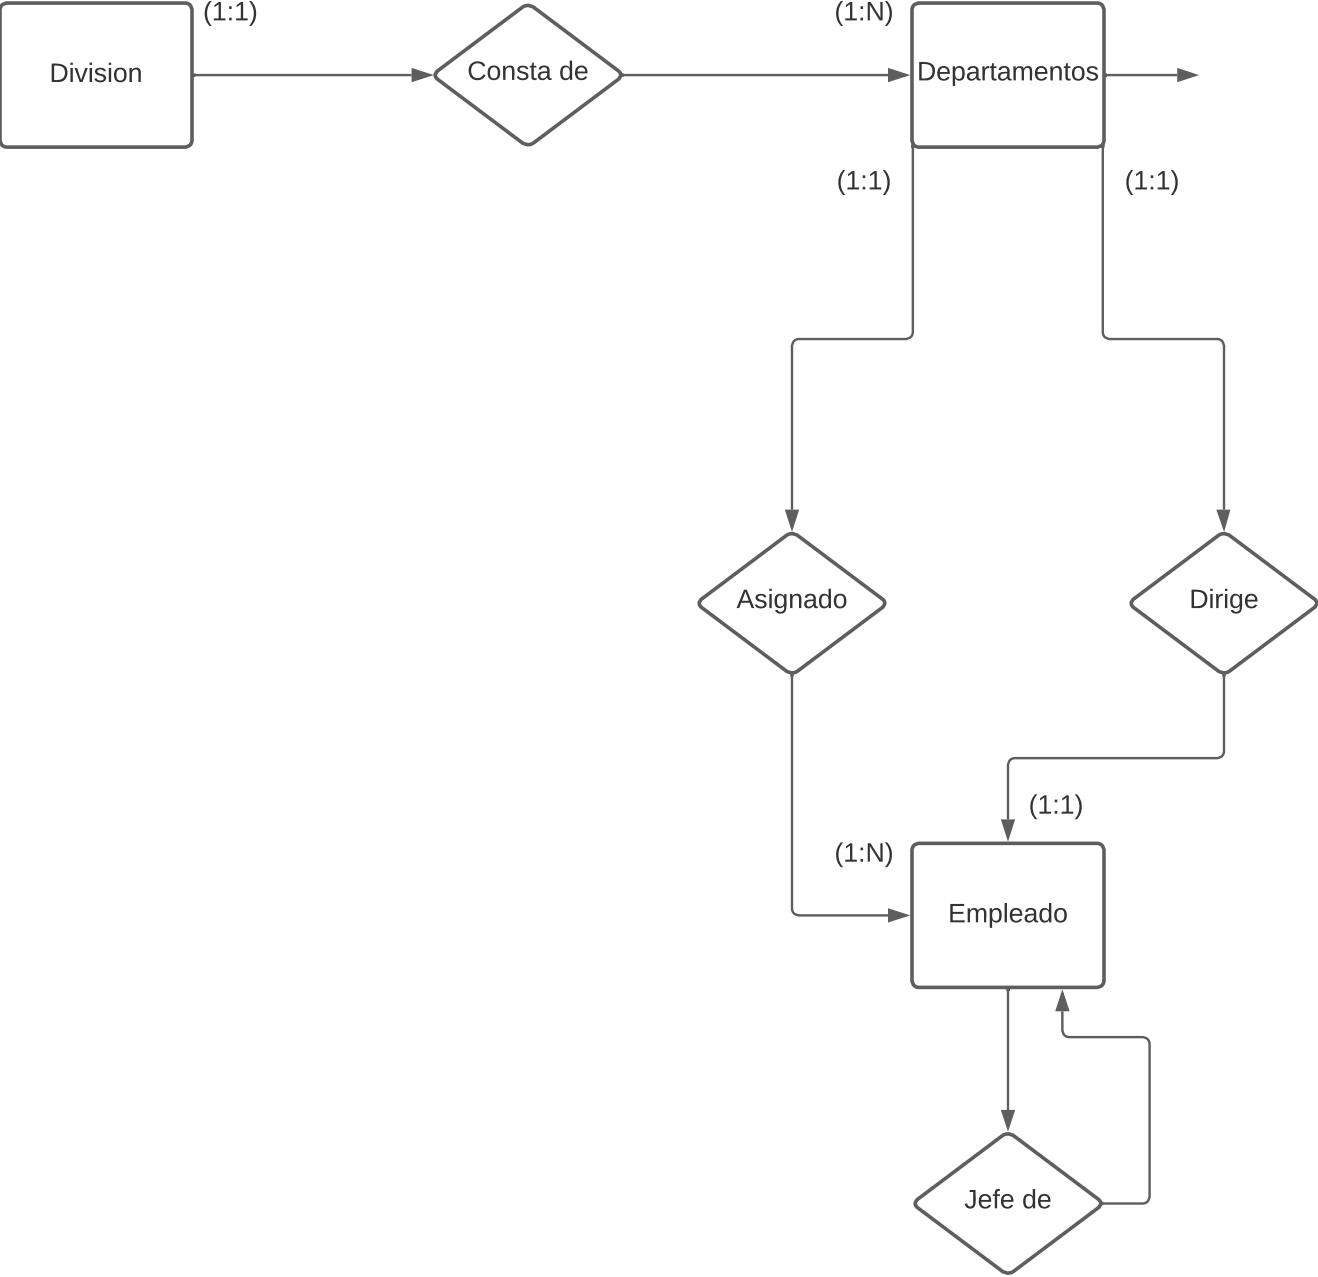 (1:1)
(1:N)
Division
Consta de
Departamentos
(1:1)
(1:1)
Asignado
Dirige
(1:1)
(1:N)
Empleado
Jefe de